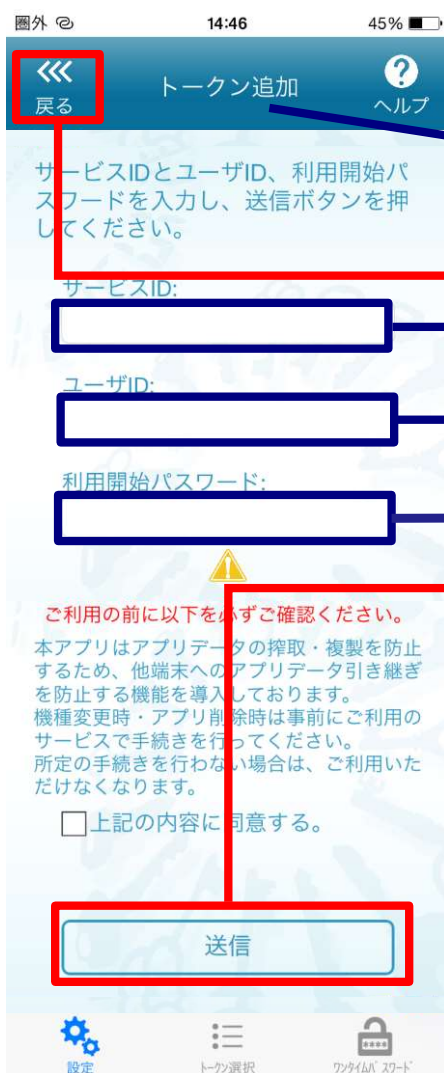 圏外 14:46 45%
戻る トークン追加 ヘルプ
サービスIDとユーザID、利用開始パ
スワードを入力し、送信ボタンを押
してください。
サービスID:
ユーザID:
利用開始パスワード:
ご利用の前に以下を必ずご確認ください。
本アプリはアプリデータの搾取・複製を防止
するため、他端末へのアプリデータ引き継ぎ
を防止する機能を導入しております。
機種変更時・アプリ削除時は事前にご利用の
サービスで手続きを行ってください。
所定の手続きを行わない場合は、ご利用いた
だけなくなります。
上記の内容に同意する。
送信
設定 トークン選択 ワンタイムパスワード